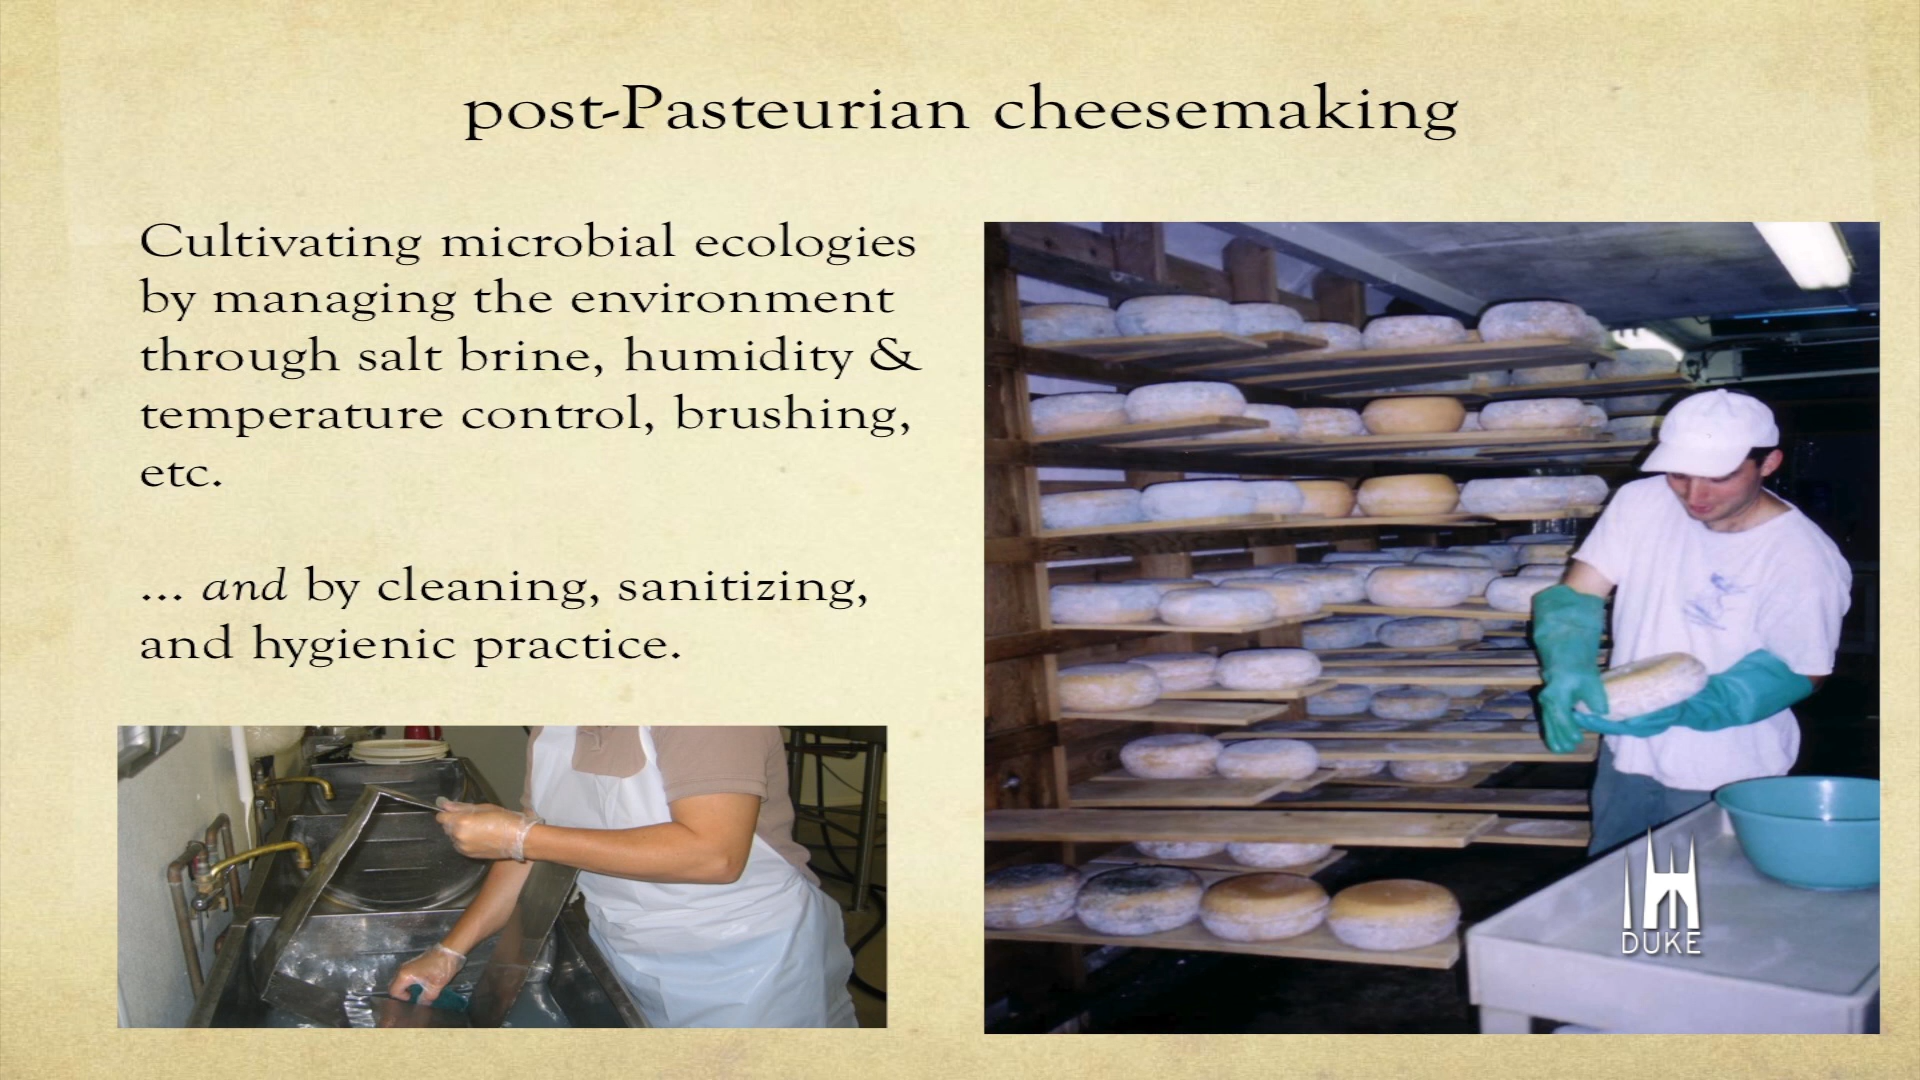 post-Pasteurian cheesemaking
Cultivating microbial ecologies
by managing the environment
through salt brine, humidity &
temperature control, brushing,
etc.
... and by cleaning, sanitizing,
and hygienic practice.
DUKE